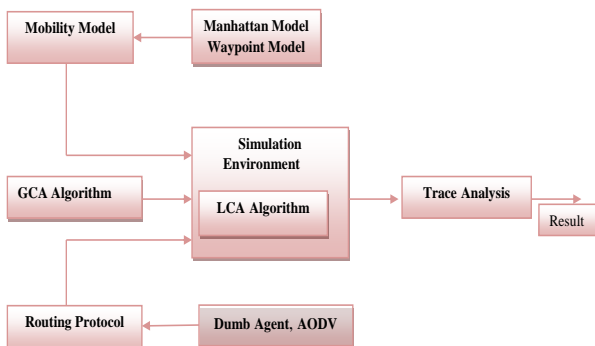 Mobility Model
Manhattan Model
Waypoint Model
Simulation
Environment
GCA Algorithm
LCA Algorithm
Trace Analysis
Result
Routing Protocol
Dumb Agent, AODV